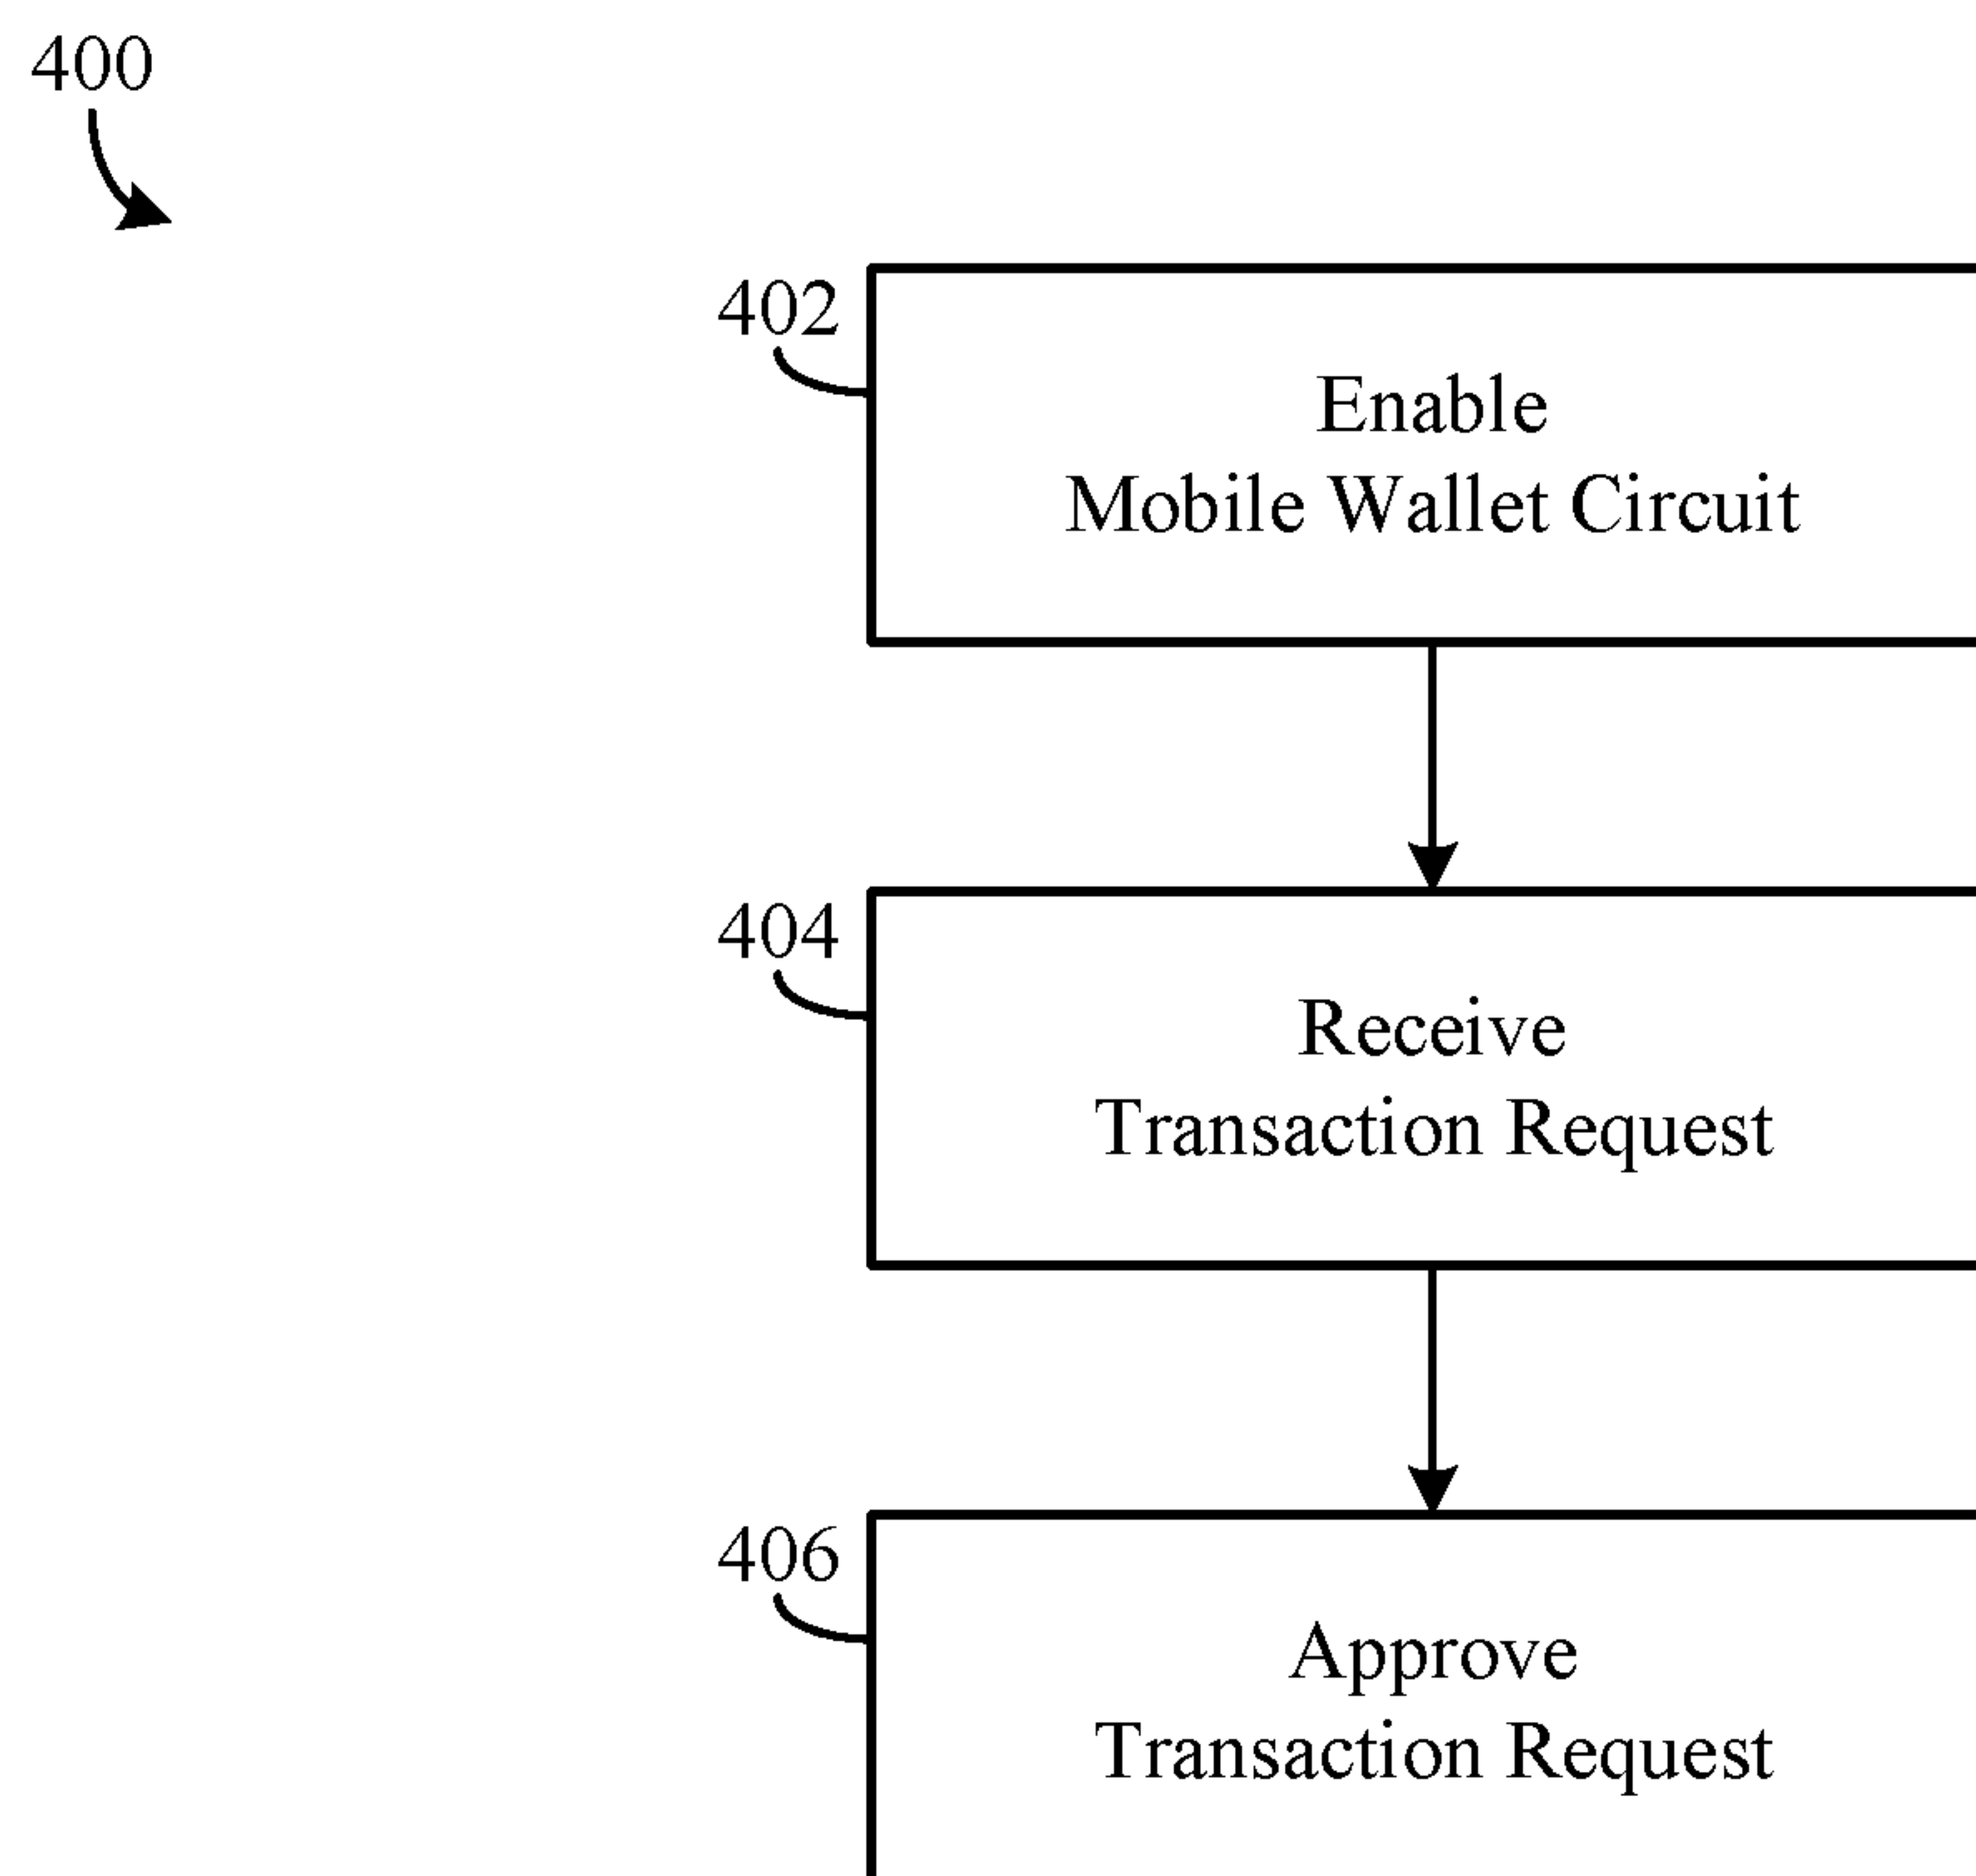 400
402
Enable
Mobile Wallet Circuit
404
Receive
Transaction Request
406
Approve
Transaction Request